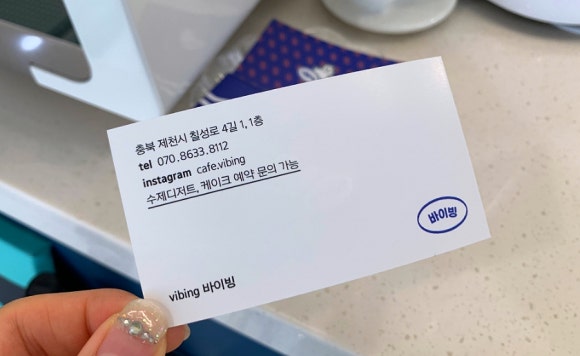 충북 제천시 칠성로 4길 1, 1층
tel 070.8633.8112
instagram cafe.vibing
수제디저트, 케이크 예약 문의 가능
바이빙
vibing 바이빙